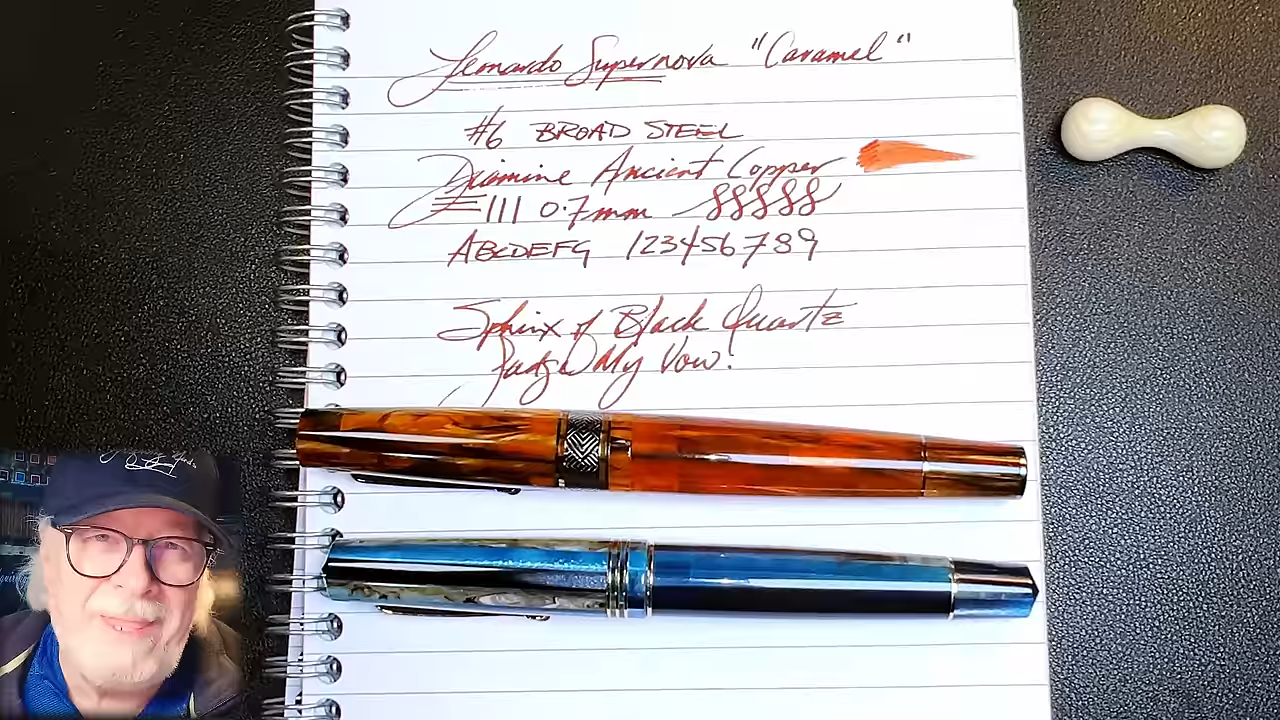 Leonardo Supernova "Caramel"
#6 BROAD STEEL
Diamine Ancient Copper
111 0.7mm
ABCDEFG 123456789
Sphinx of Black Quartz
Judge My Vow!